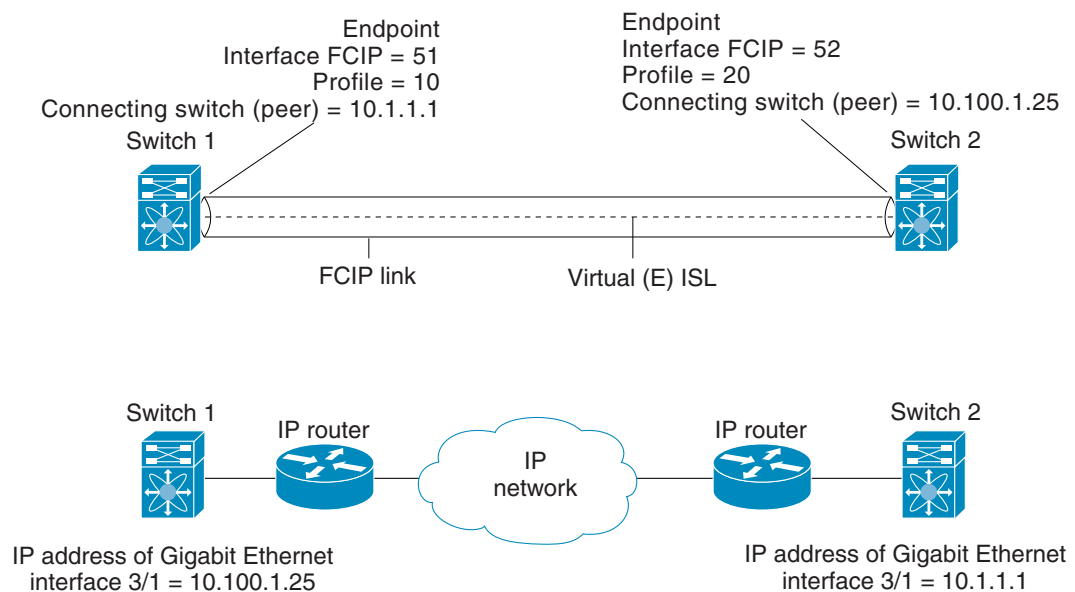 Endpoint
Interface FCIP = 51
Profile = 10
Connecting switch (peer) = 10.1.1.1
Endpoint
Interface FCIP = 52
Profile = 20
Connecting switch (peer) = 10.100.1.25
Switch 1
Switch 2
FCIP link
Virtual (E) ISL
Switch 1
IP router
IP
network
IP router
Switch 2
IP address of Gigabit Ethernet
interface 3/1 = 10.100.1.25
IP address of Gigabit Ethernet
interface 3/1 = 10.1.1.1